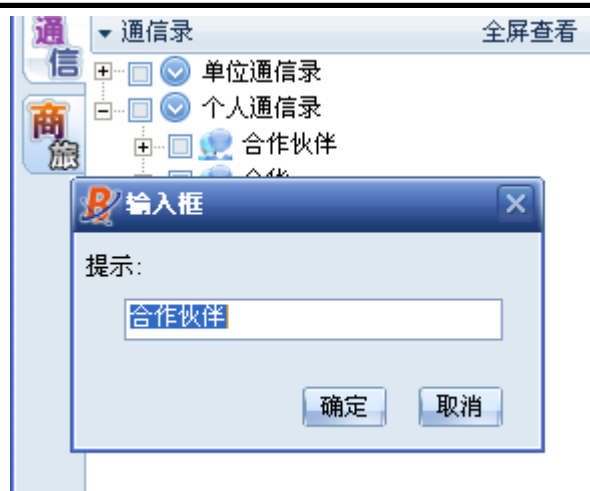 通信
▼ 通信录 全屏查看
单位通信录
个人通信录
商旅
合作伙伴
输入框
提示:
合作伙伴
确定 取消